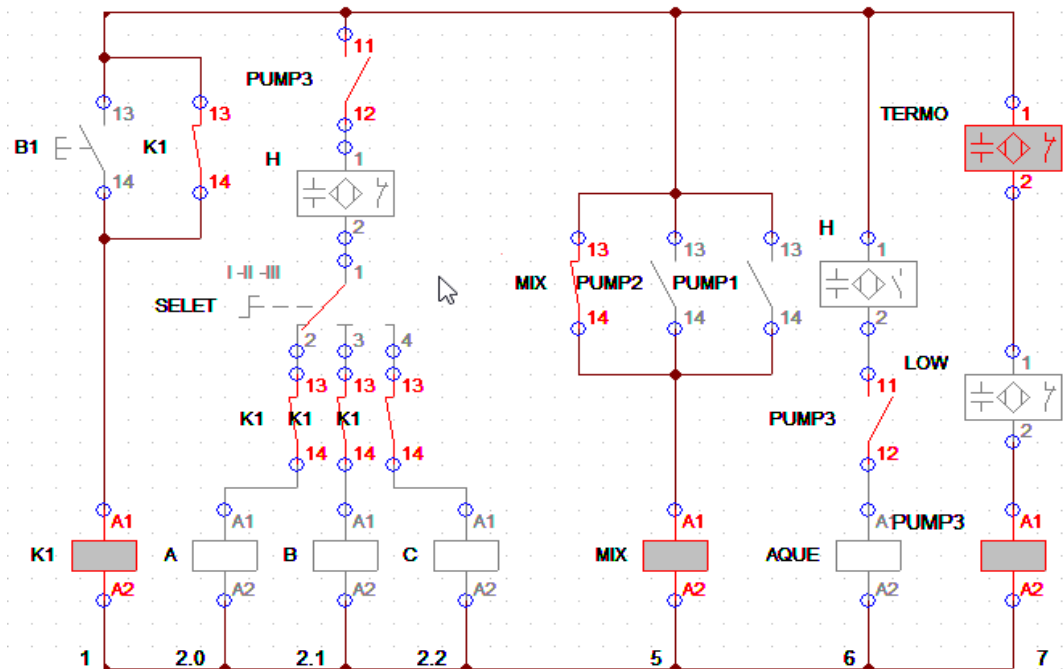 11
PUMP3
12
13
B1
14
13
K1
14
H
1
2
I -II -III
1
SELET
2
3
4
13
13
13
K1
K1
K1
14
14
14
13
MIX
14
13
PUMP2
14
13
PUMP1
14
H
1
2
TERMO
1
2
LOW
1
2
11
PUMP3
12
A1
K1
A2
A1
A
A2
A1
B
A2
A1
C
A2
A1
MIX
A2
A1
AQUE
A2
PUMP3
A1
A2
1
2.0
2.1
2.2
5
6
7